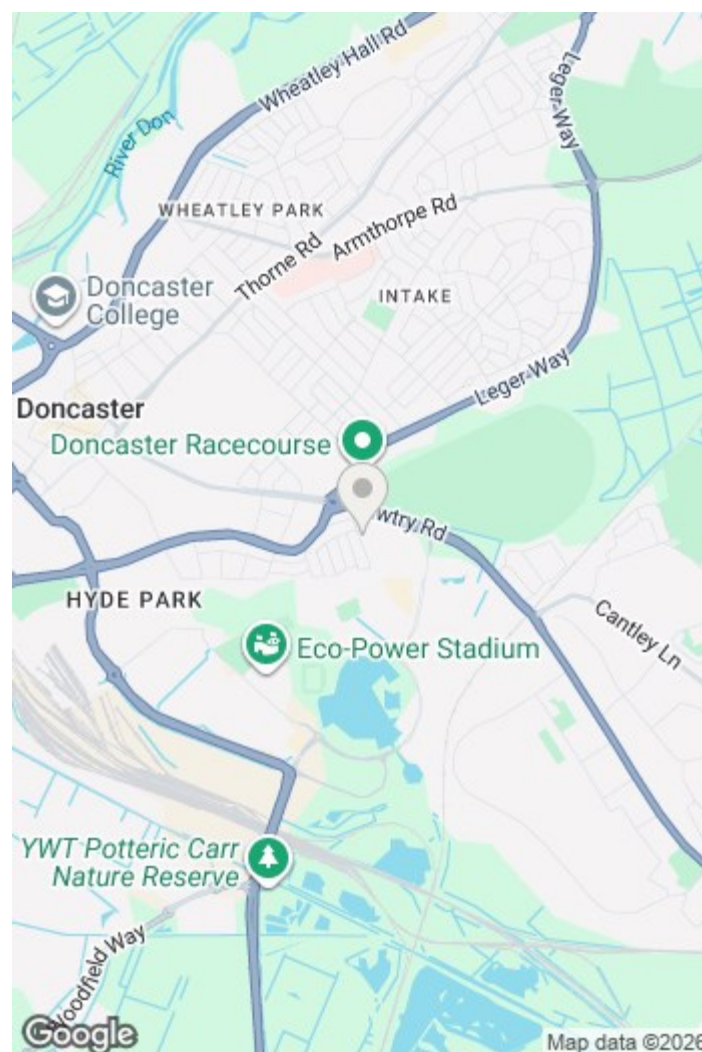 Wheatley Hall Rd
Leger Way
River Don
WHEATLEY PARK
Armthorpe Rd
Thorne Rd
Doncaster
College
INTAKE
Leger Way
Doncaster
Doncaster Racecourse
wtry Rd
HYDE PARK
Cantley Ln
Eco-Power Stadium
YWT Potteric Carr
Nature Reserve
Woodfield Way
Google
Map data ©2026